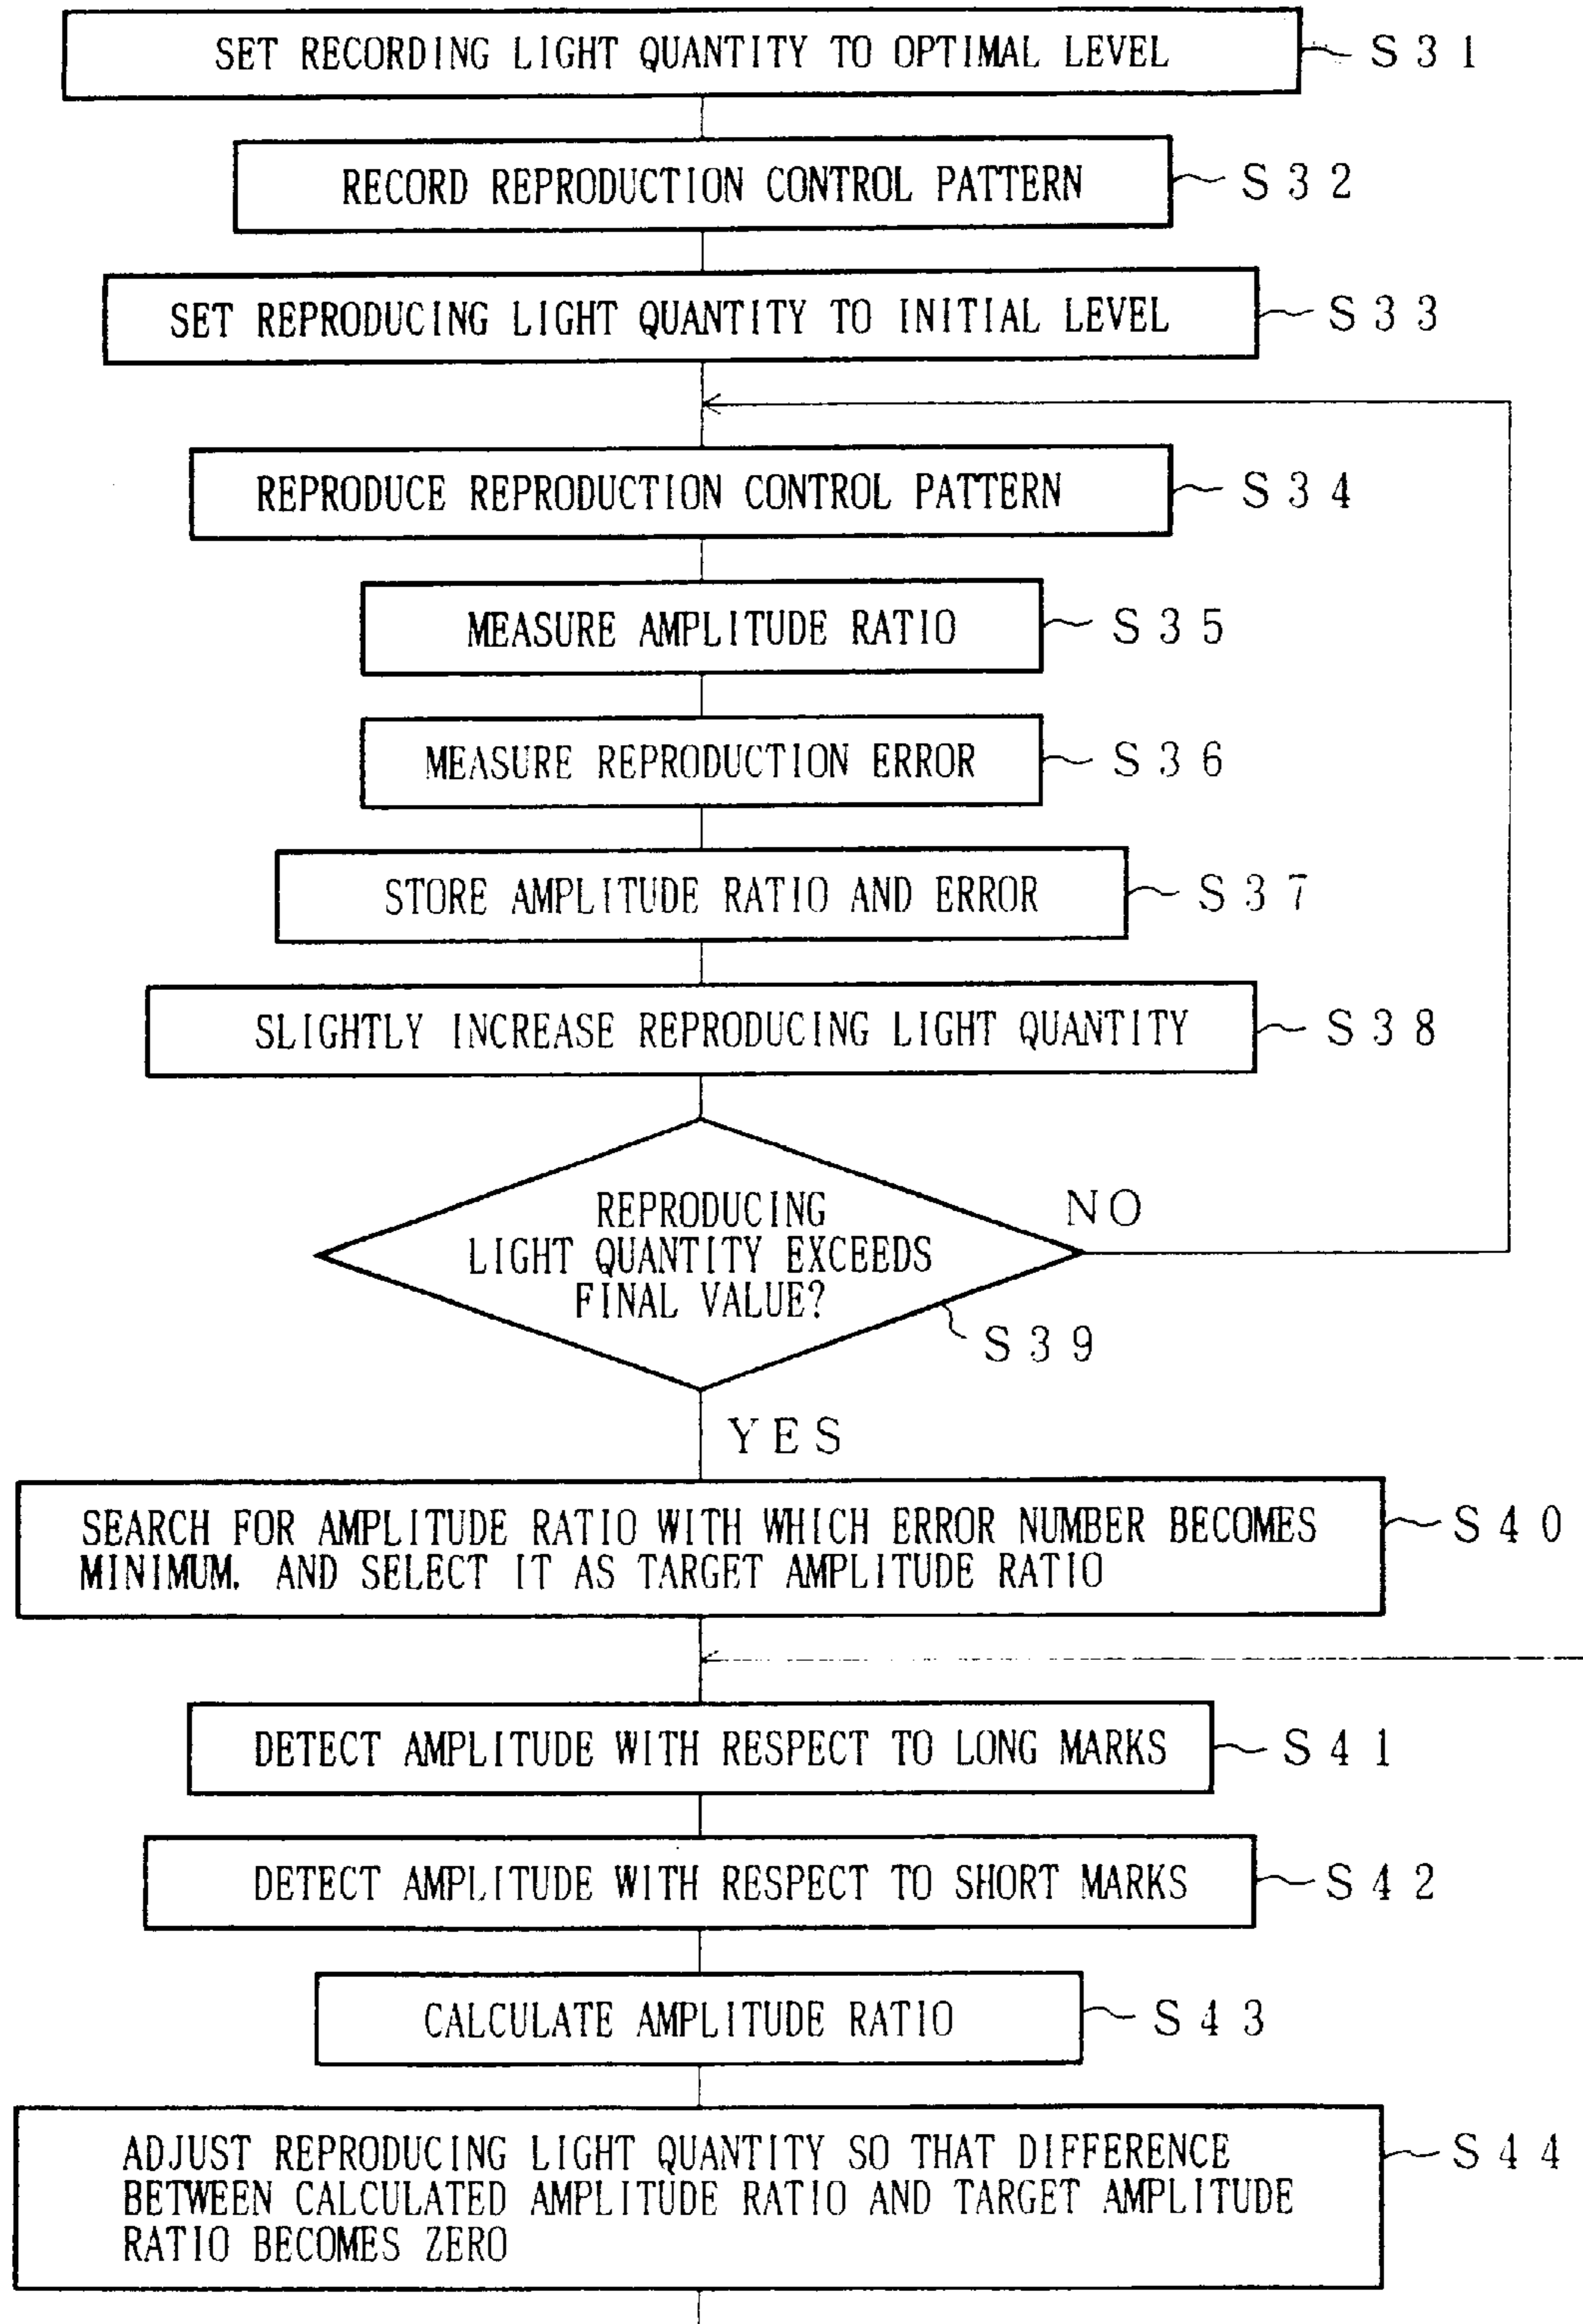 SET RECORDING LIGHT QUANTITY TO OPTIMAL LEVEL S31
RECORD REPRODUCTION CONTROL PATTERN S32
SET REPRODUCING LIGHT QUANTITY TO INITIAL LEVEL S33
REPRODUCE REPRODUCTION CONTROL PATTERN S34
MEASURE AMPLITUDE RATIO S35
MEASURE REPRODUCTION ERROR S36
STORE AMPLITUDE RATIO AND ERROR S37
SLIGHTLY INCREASE REPRODUCING LIGHT QUANTITY S38
REPRODUCING
LIGHT QUANTITY EXCEEDS
FINAL VALUE?
NO
S39
YES
SEARCH FOR AMPLITUDE RATIO WITH WHICH ERROR NUMBER BECOMES
MINIMUM. AND SELECT IT AS TARGET AMPLITUDE RATIO
S40
DETECT AMPLITUDE WITH RESPECT TO LONG MARKS S41
DETECT AMPLITUDE WITH RESPECT TO SHORT MARKS S42
CALCULATE AMPLITUDE RATIO S43
ADJUST REPRODUCING LIGHT QUANTITY SO THAT DIFFERENCE
BETWEEN CALCULATED AMPLITUDE RATIO AND TARGET AMPLITUDE
RATIO BECOMES ZERO
S44